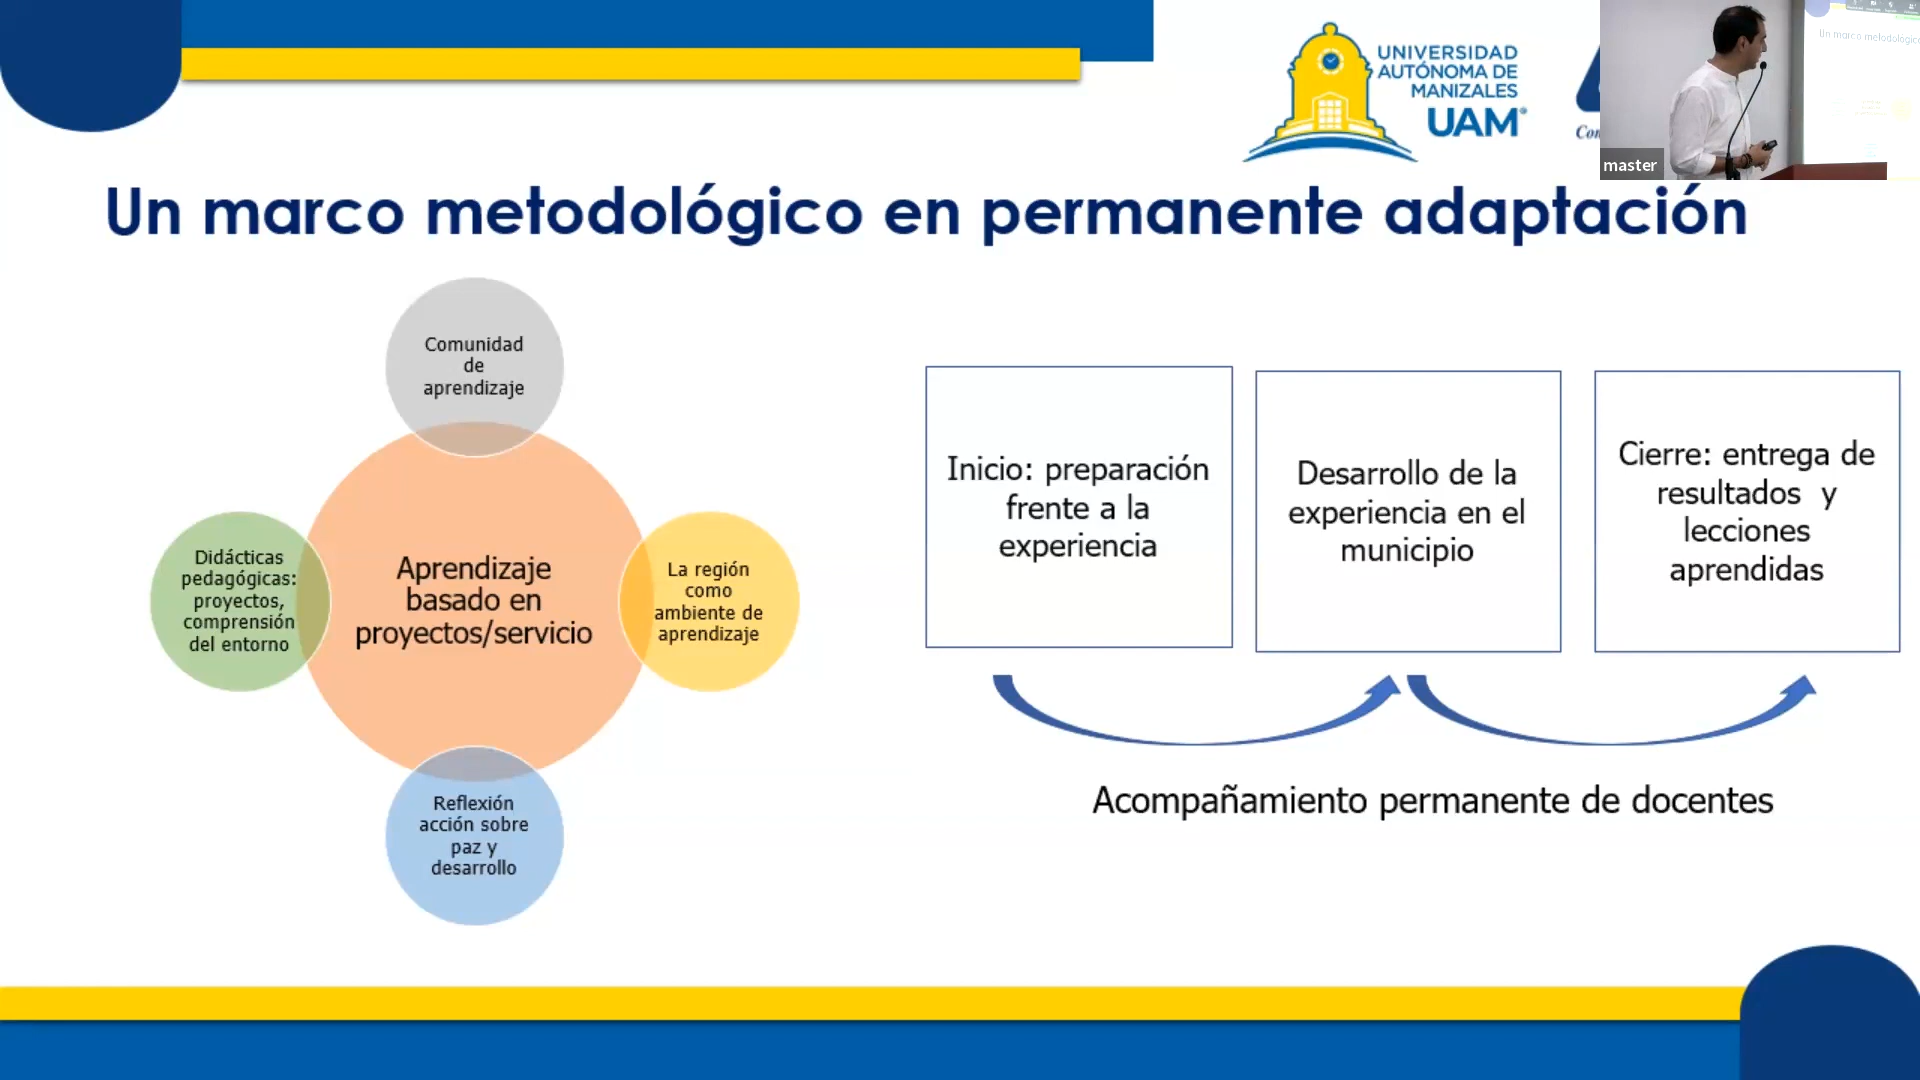 UNIVERSIDAD
AUTÓNOMA DE
MANIZALES
UAM®
master
Un marco metodológico en permanente adaptación
Comunidad
de
aprendizaje
Didácticas
pedagógicas:
proyectos,
comprensión
del entorno
Aprendizaje
basado en
proyectos/servicio
La región
como
ambiente de
aprendizaje
Reflexión
acción sobre
paz y
desarrollo
Inicio: preparación
frente a la
experiencia
Desarrollo de la
experiencia en el
municipio
Cierre: entrega de
resultados y
lecciones
aprendidas
Acompañamiento permanente de docentes